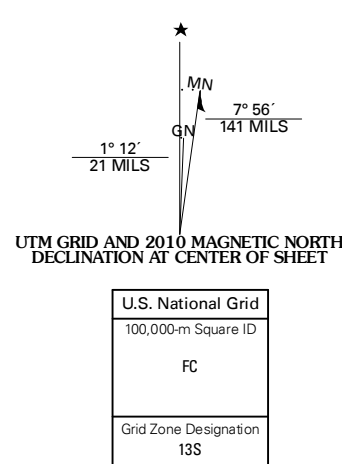 ★
MN
7° 56´
141 MILS
GN
1° 12´
21 MILS
UTM GRID AND 2010 MAGNETIC NORTH
DECLINATION AT CENTER OF SHEET
U.S. National Grid
100,000-m Square ID
FC
Grid Zone Designation
13S